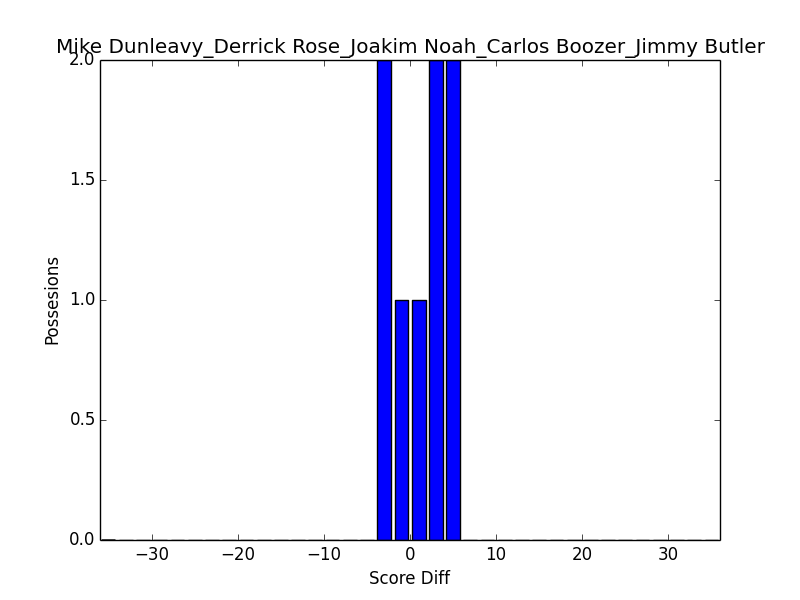 Mike Dunleavy_Derrick Rose_Joakim Noah_Carlos Boozer_Jimmy Butler
2.0
1.5
1.0
0.5
0.0
Possesions
−30 −20 −10 0 10 20 30
Score Diff